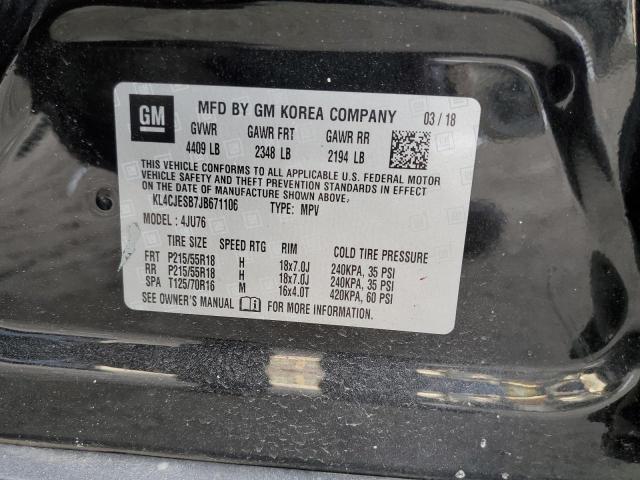 GM MFD BY GM KOREA COMPANY 03/18
GVWR GAWR FRT GAWR RR
4409 LB 2348 LB 2194 LB
THIS VEHICLE CONFORMS TO ALL APPLICABLE U.S. FEDERAL MOTOR
VEHICLE SAFETY AND THEFT PREVENTION STANDARDS IN EFFECT
ON THE DATE OF MANUFACTURE SHOWN ABOVE.
KL4CJESB7JB671106 TYPE: MPV
MODEL: 4JU76
TIRE SIZE SPEED RTG RIM COLD TIRE PRESSURE
FRT P215/55R18 H 18x7.0J 240KPA, 35 PSI
RR P215/55R18 H 18x7.0J 240KPA, 35 PSI
SPA T125/70R16 M 16x4.0T 420KPA, 60 PSI
SEE OWNER'S MANUAL FOR MORE INFORMATION.